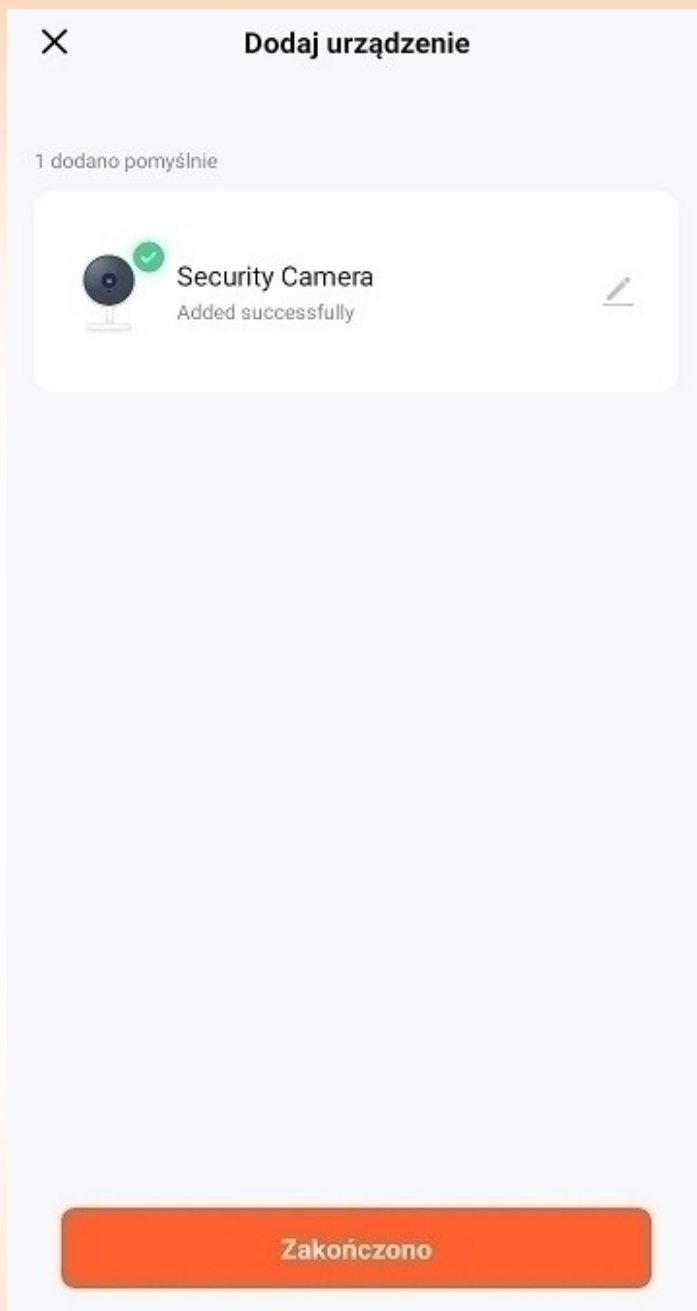 Dodaj urządzenie
1 dodano pomyślnie
Security Camera
Added successfully
Zakończono